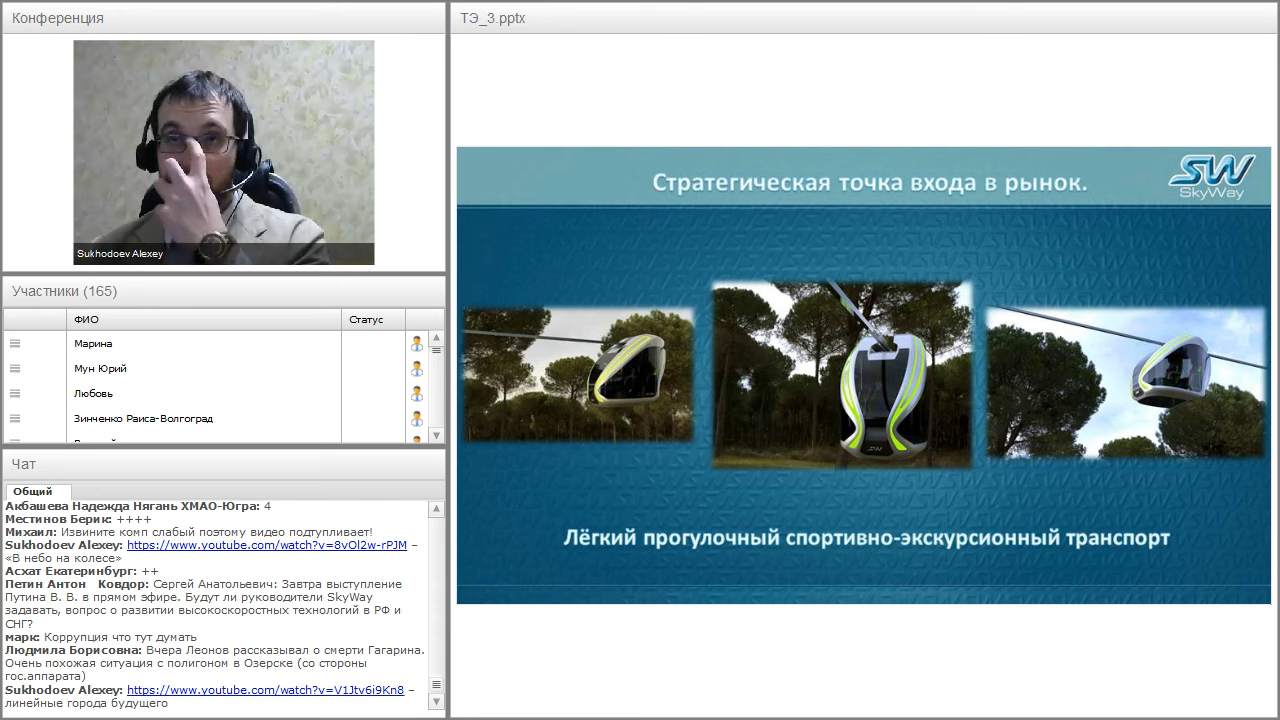 Конференция
Sukhodoev Alexey
Участники (165)
ФИО
Статус
Марина
Мун Юрий
Любовь
Зинченко Раиса-Волгоград
Чат
Общий
Акбашева Надежда Нягань ХМАО-Югра: 4
Местинов Берик: ++++
Михаил: Извините комп слабый поэтому видео подтупливает!
Sukhodoev Alexey: https://www.youtube.com/watch?v=8vOl2w-rPJM –
«В небо на колесе»
Асхат Екатеринбург: ++
Петин Антон Ковдор: Сергей Анатольевич: Завтра выступление
Путина В. В. в прямом эфире. Будут ли руководители SkyWay
задавать, вопрос о развитии высокоскоростных технологий в РФ и
СНГ?
марк: Коррупция что тут думать
Людмила Борисовна: Вчера Леонов рассказывал о смерти Гагарина.
Очень похожая ситуация с полигоном в Озерске (со стороны
гос.аппарата)
Sukhodoev Alexey: https://www.youtube.com/watch?v=V1Jtv6i9Kn8 –
линейные города будущего
ТЭ_3.pptx
Стратегическая точка входа в рынок.
SW
SkyWay
SW
Лёгкий прогулочный спортивно-экскурсионный транспорт